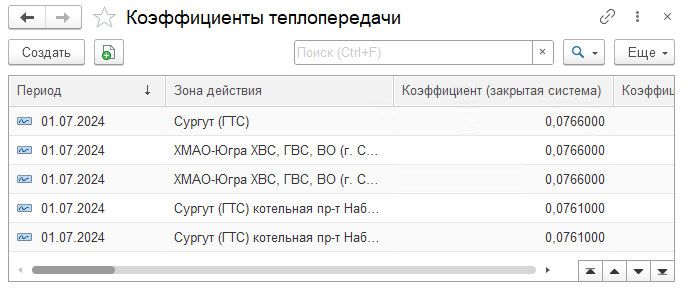 Коэффициенты теплопередачи
Создать Поиск (Ctrl+F) × Еще
Период ↓ Зона действия Коэффициент (закрытая система) Коэффиц
01.07.2024 Сургут (ГТС) 0,0766000
01.07.2024 ХМАО-Югра ХВС, ГВС, ВО (г. С... 0,0766000
01.07.2024 ХМАО-Югра ХВС, ГВС, ВО (г. С... 0,0766000
01.07.2024 Сургут (ГТС) котельная пр-т Наб... 0,0761000
01.07.2024 Сургут (ГТС) котельная пр-т Наб... 0,0761000